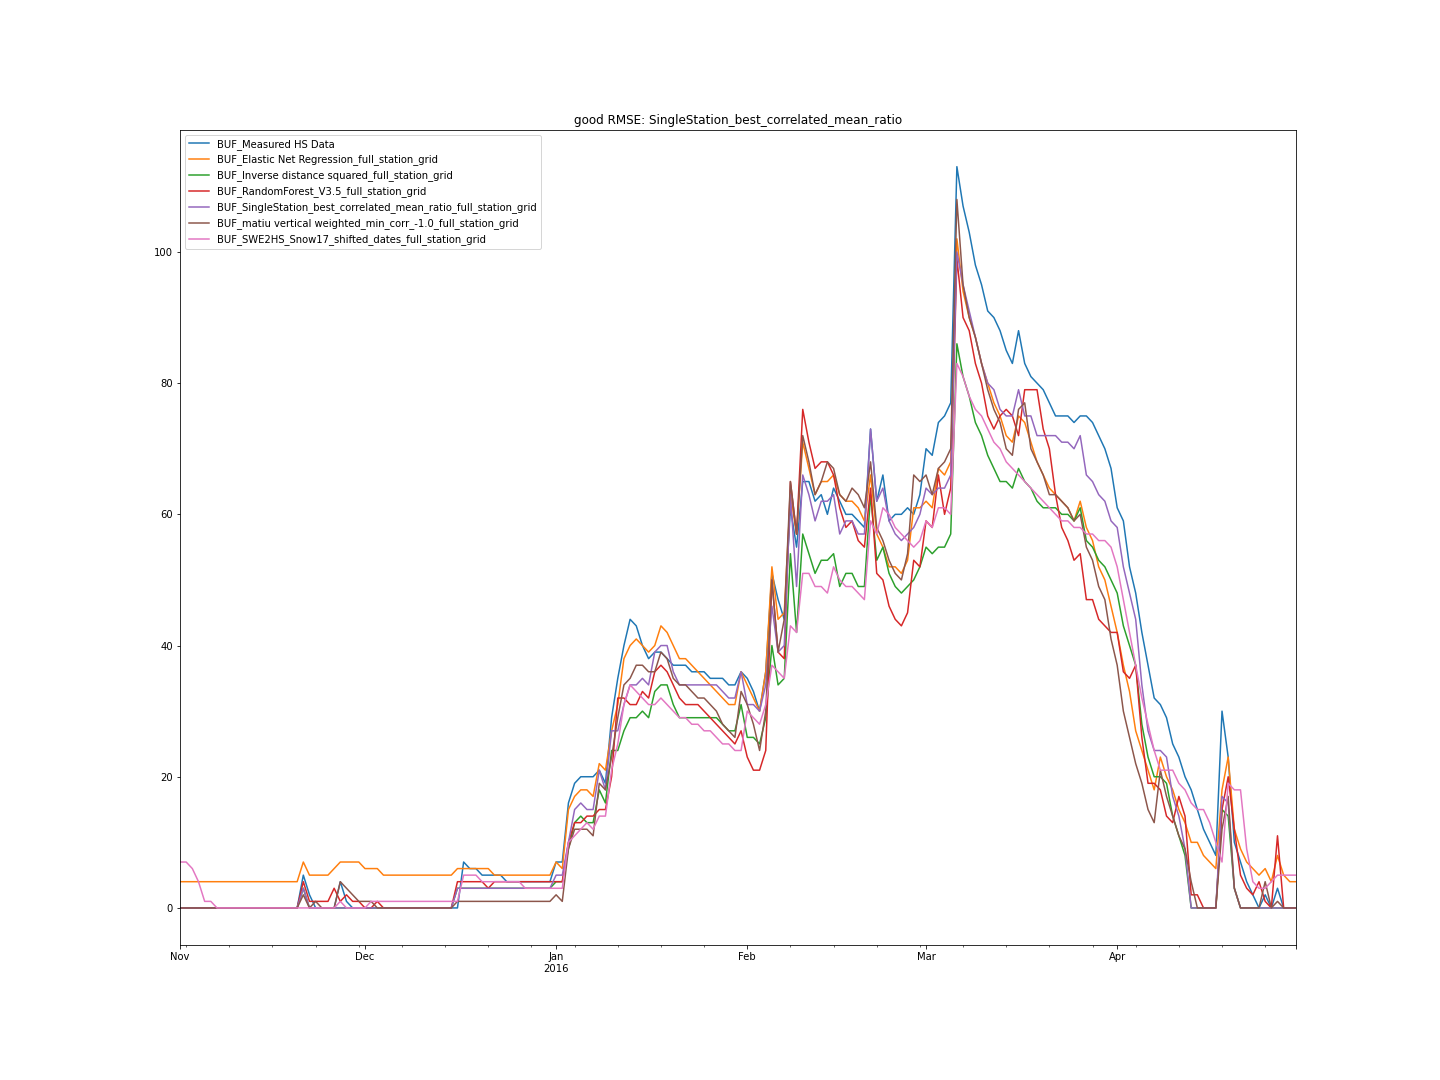 good RMSE: SingleStation_best_correlated_mean_ratio
BUF_Measured HS Data
BUF_Elastic Net Regression_full_station_grid
BUF_Inverse distance squared_full_station_grid
BUF_RandomForest_V3.5_full_station_grid
BUF_SingleStation_best_correlated_mean_ratio_full_station_grid
BUF_matiu vertical weighted_min_corr_-1.0_full_station_grid
BUF_SWE2HS_Snow17_shifted_dates_full_station_grid
100
80
60
40
20
0
Nov Dec Jan Feb Mar Apr
2016